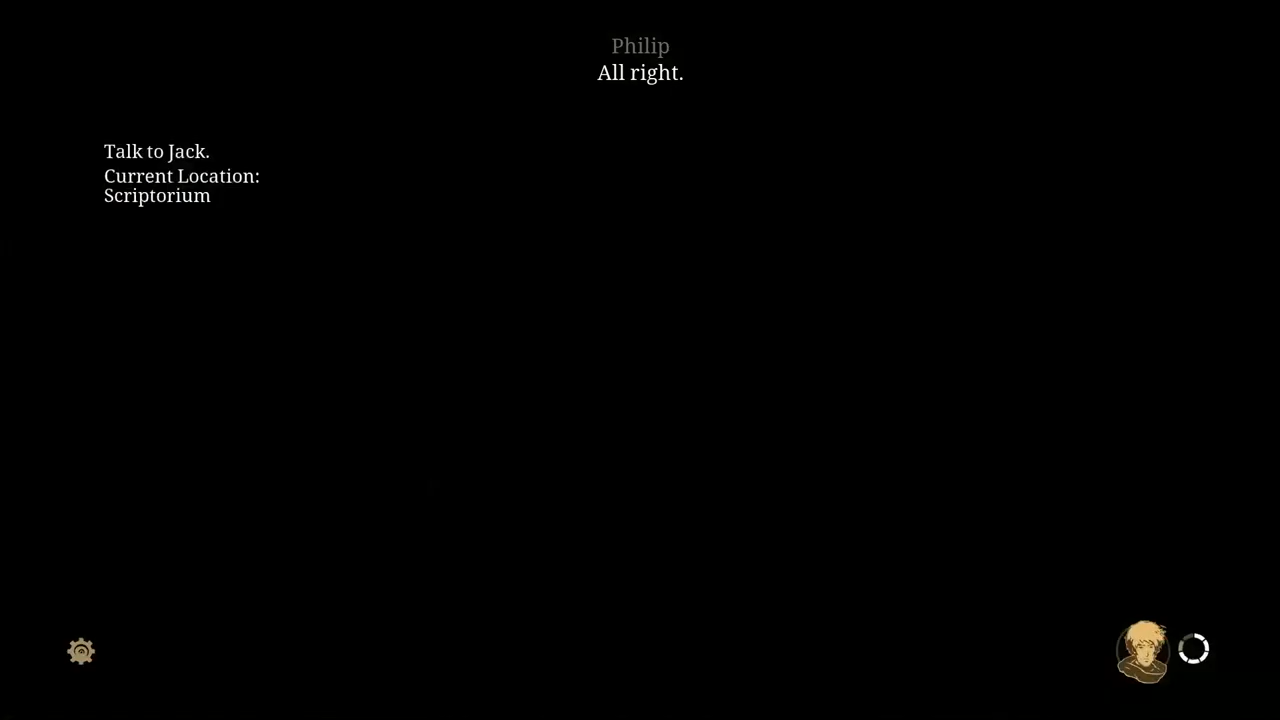 Philip
All right.
Talk to Jack.
Current Location:
Scriptorium